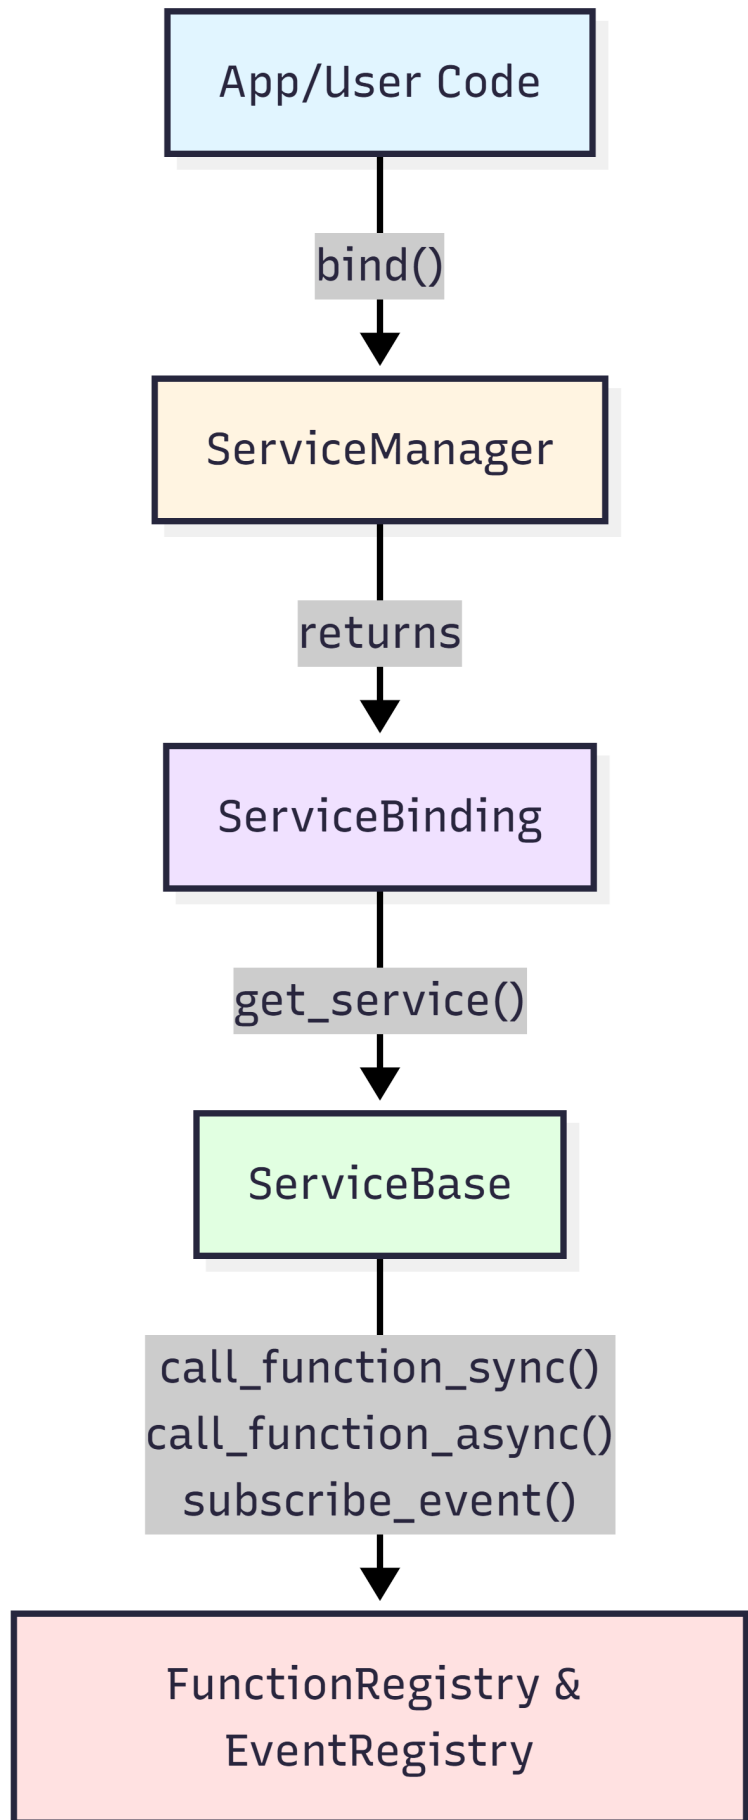 App/User Code
bind()
ServiceManager
returns
ServiceBinding
get_service()
ServiceBase
call_function_sync()
call_function_async()
subscribe_event()
FunctionRegistry &
EventRegistry